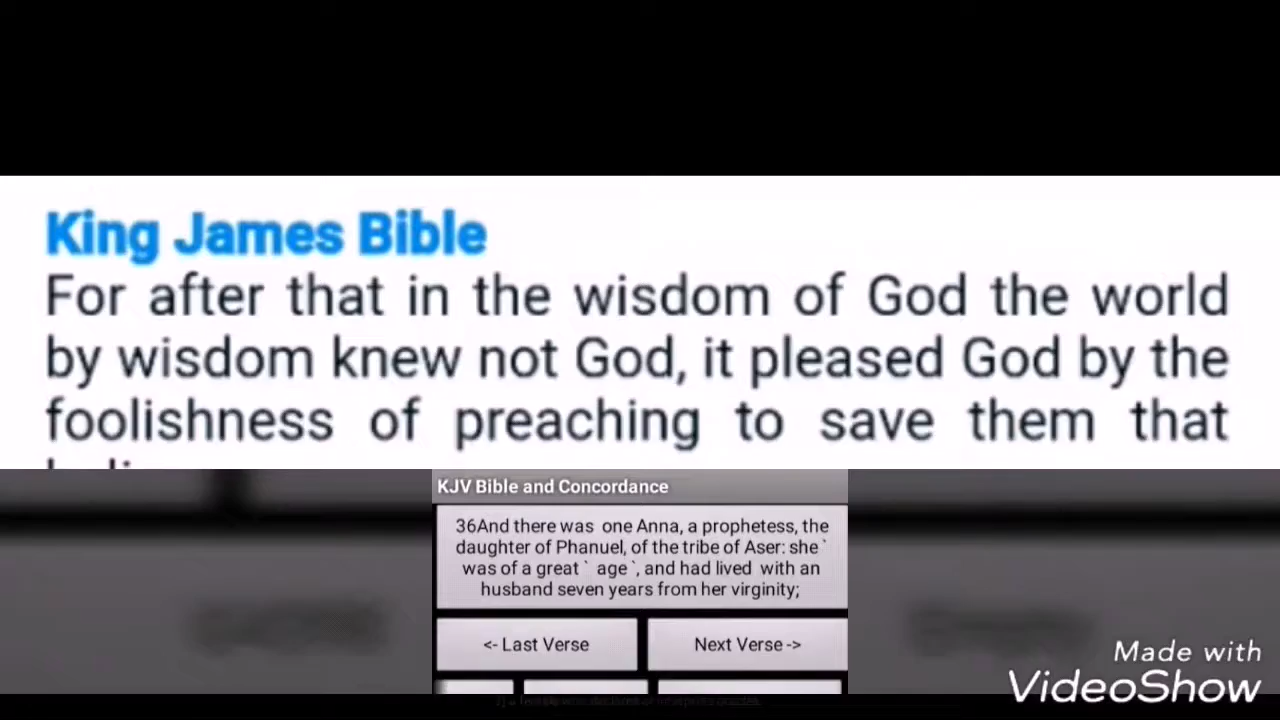 King James Bible
For after that in the wisdom of God the world
by wisdom knew not God, it pleased God by the
foolishness of preaching to save them that
KJV Bible and Concordance
36And there was one Anna, a prophetess, the
daughter of Phanuel, of the tribe of Aser: she `
was of a great ` age `, and had lived with an
husband seven years from her virginity;
<- Last Verse
Next Verse ->
Made with
VideoShow